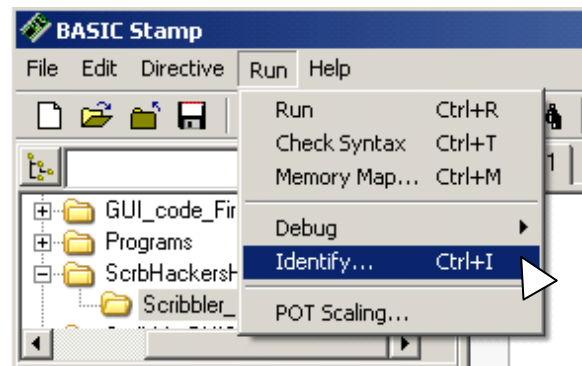 BASIC Stamp
File Edit Directive Run Help
Run Ctrl+R
Check Syntax Ctrl+T
Memory Map... Ctrl+M
1
GUI_code_Fir
Debug
Programs
Identify... Ctrl+I
ScrbHackersH
Scribbler_
POT Scaling...